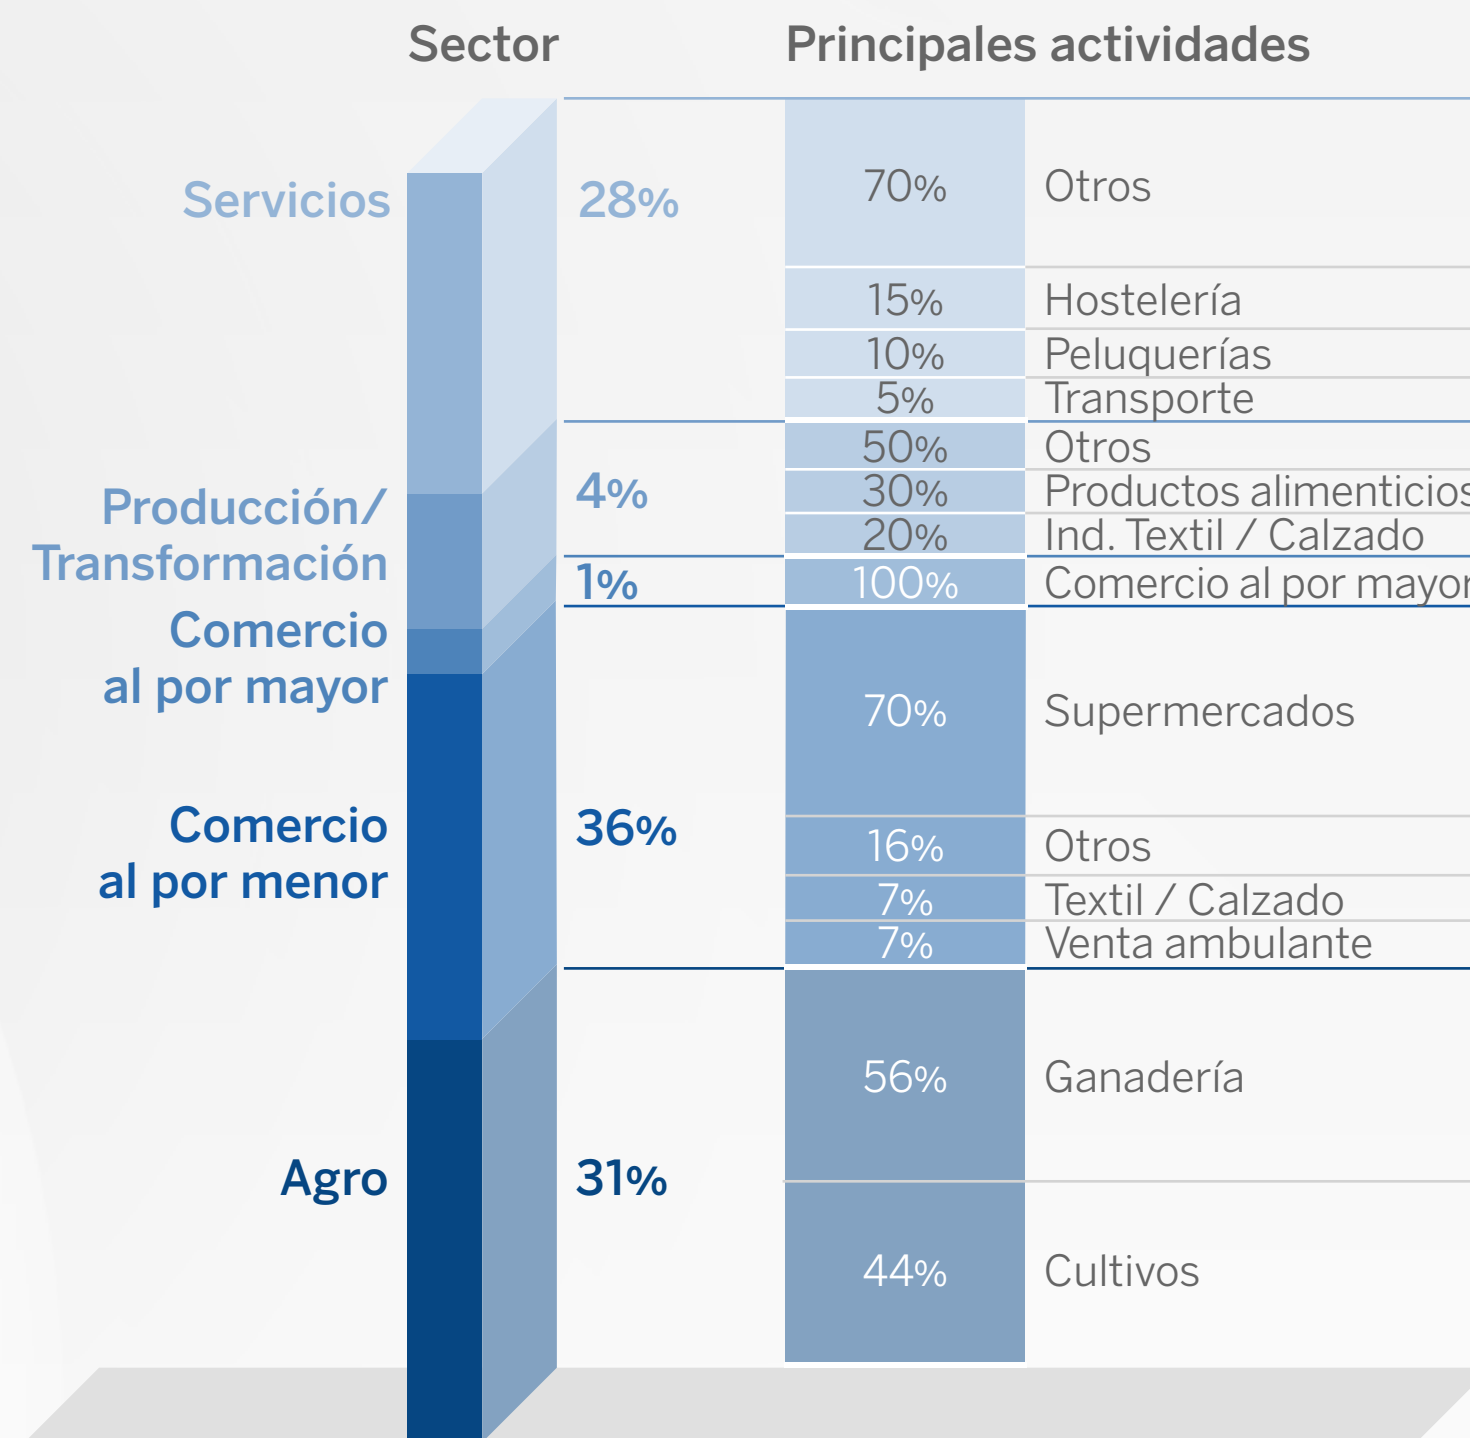 Sector
Principales actividades
Servicios
28%
70% Otros
15% Hostelería
10% Peluquerías
5% Transporte
Producción/
Transformación
4%
50% Otros
30% Productos alimenticios
20% Ind. Textil / Calzado
Comercio
al por mayor
1%
100% Comercio al por mayor
Comercio
al por menor
36%
70% Supermercados
16% Otros
7% Textil / Calzado
7% Venta ambulante
Agro
31%
56% Ganadería
44% Cultivos